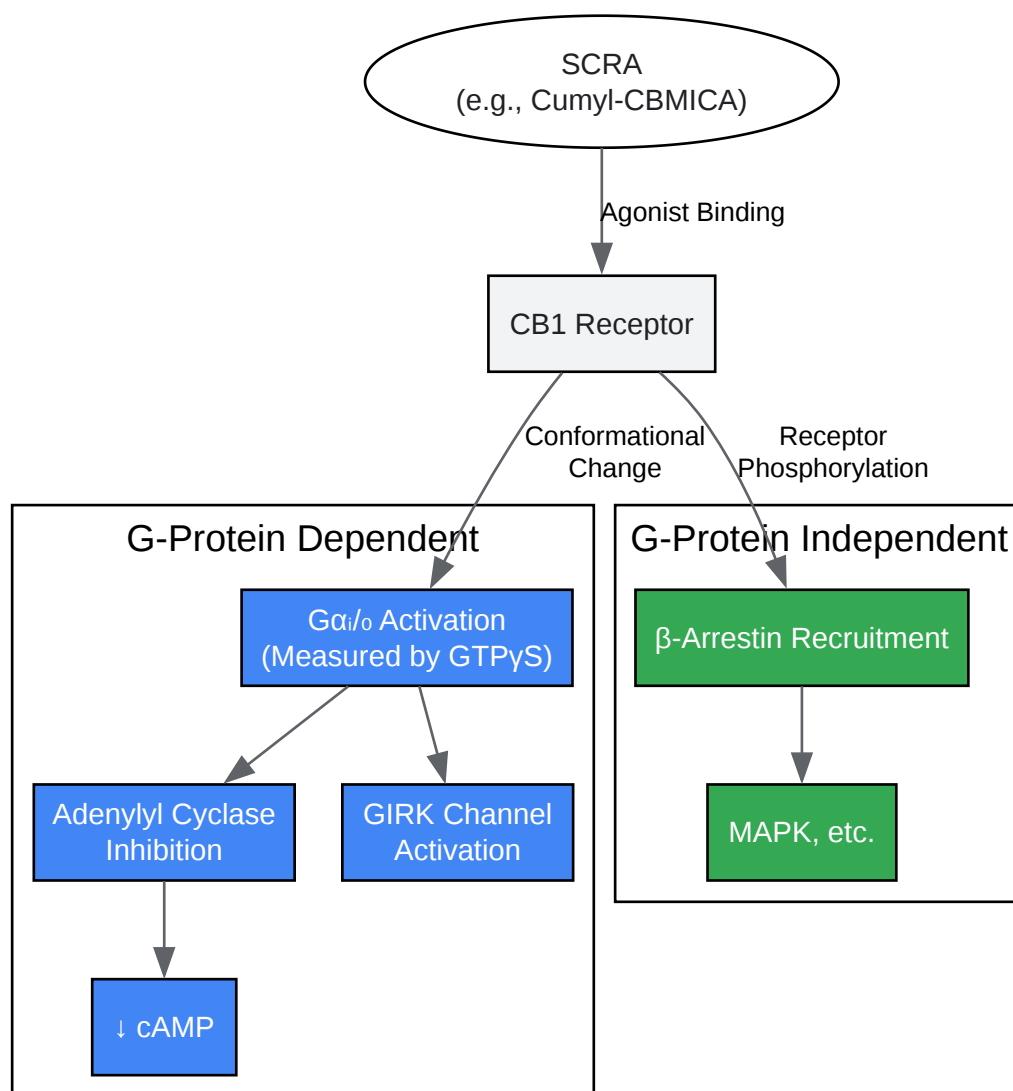 SCRA
(e.g., Cumyl-CBMICA)
Agonist Binding
CB1 Receptor
Conformational
Change
Receptor
Phosphorylation
G-Protein Dependent
G-Protein Independent
Gαᵢ/₀ Activation
(Measured by GTPγS)
β-Arrestin Recruitment
Adenylyl Cyclase
Inhibition
GIRK Channel
Activation
MAPK, etc.
↓ cAMP